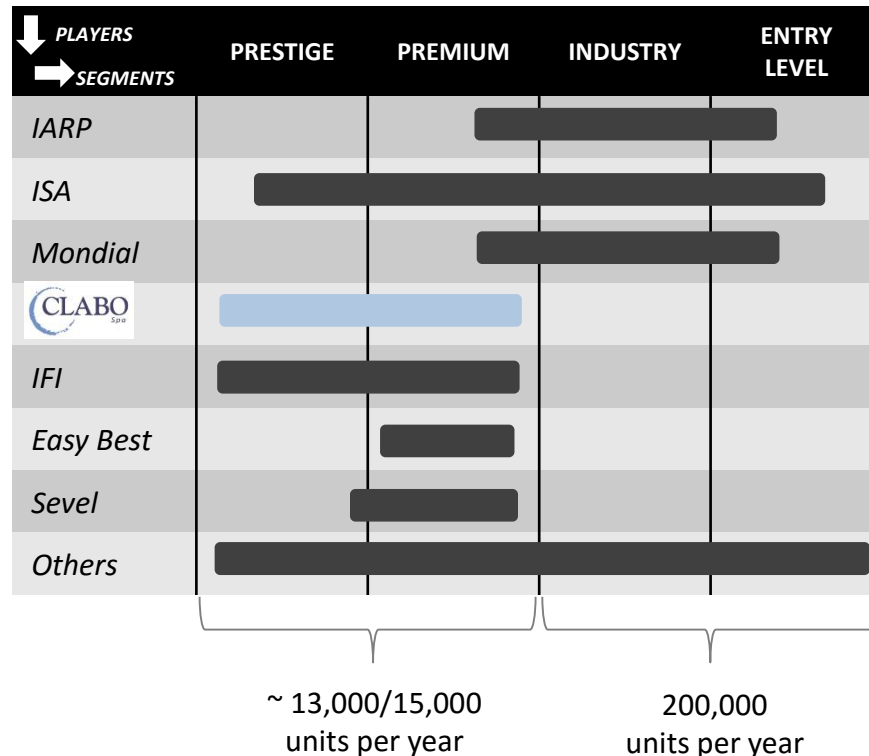 PLAYERS
SEGMENTS
PRESTIGE
PREMIUM
INDUSTRY
ENTRY
LEVEL
IARP
ISA
Mondial
CLABO
Spa
IFI
Easy Best
Sevel
Others
~ 13,000/15,000
units per year
200,000
units per year